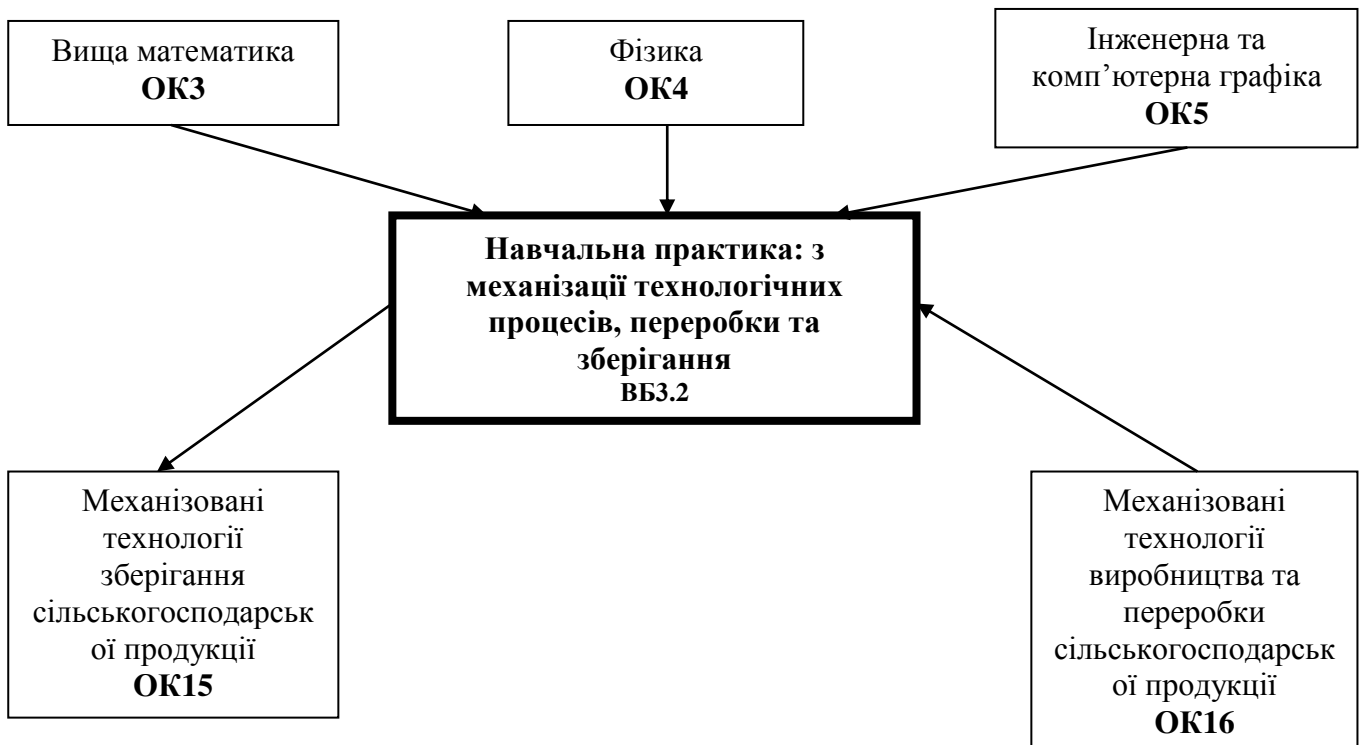 Вища математика
ОК3
Фізика
ОК4
Інженерна та
комп’ютерна графіка
ОК5
Навчальна практика: з
механізації технологічних
процесів, переробки та
зберігання
ВБ3.2
Механізовані
технології
зберігання
сільськогосподарськ
ої продукції
ОК15
Механізовані
технології
виробництва та
переробки
сільськогосподарськ
ої продукції
ОК16